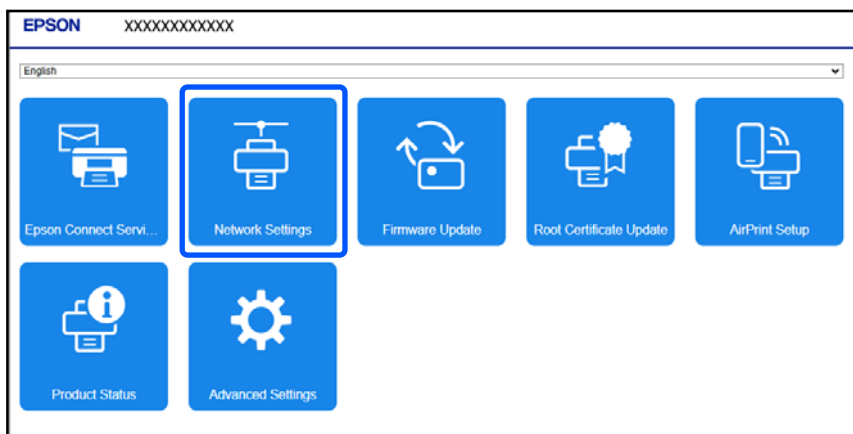 EPSON XXXXXXXXXXXX
English
Epson Connect Servi...
Network Settings
Firmware Update
Root Certificate Update
AirPrint Setup
Product Status
Advanced Settings